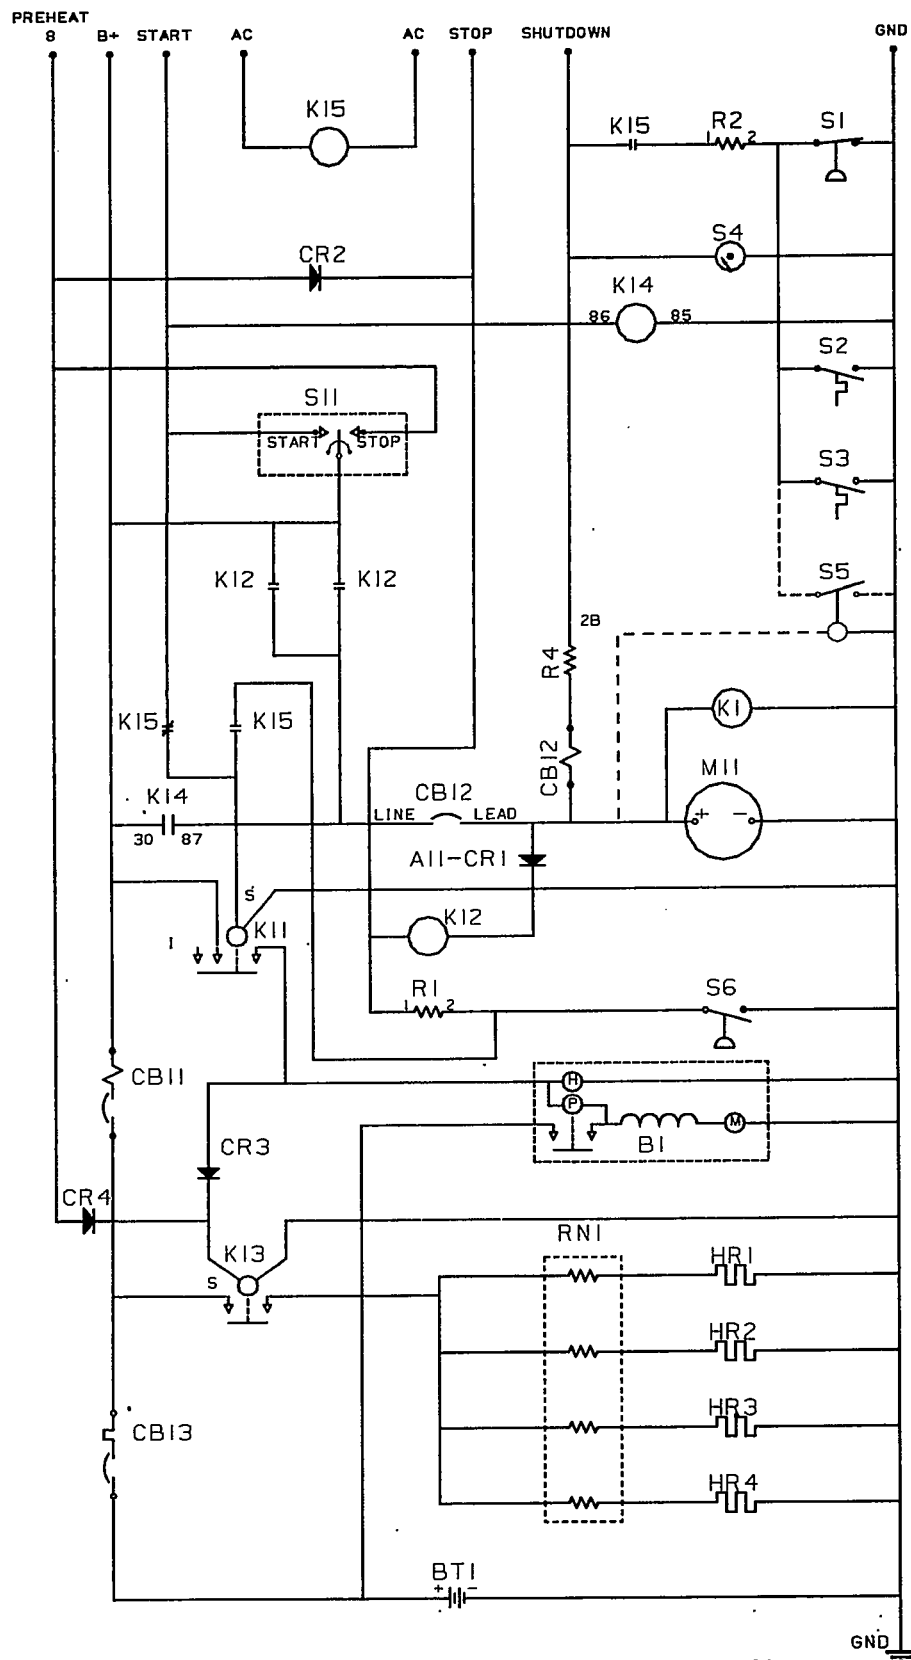 PREHEAT
8 B+ START AC AC STOP SHUTDOWN GND
K15
K15 R2 S1
1 2
S4
CR2
K14
86 85
S2
S11
START STOP
S3
K12 K12
S5
2B
R4
K15 K15
K1
CB12
M11
K14
CB12
LINE LEAD
+ -
30 87
A11-CR1
S
K12
K11
I
R1
1 2
S6
CB11
H
P
M
B1
CR3
CR4
RN1
K13
S
HR1
HR2
HR3
CB13
HR4
BT1
+ -
GND